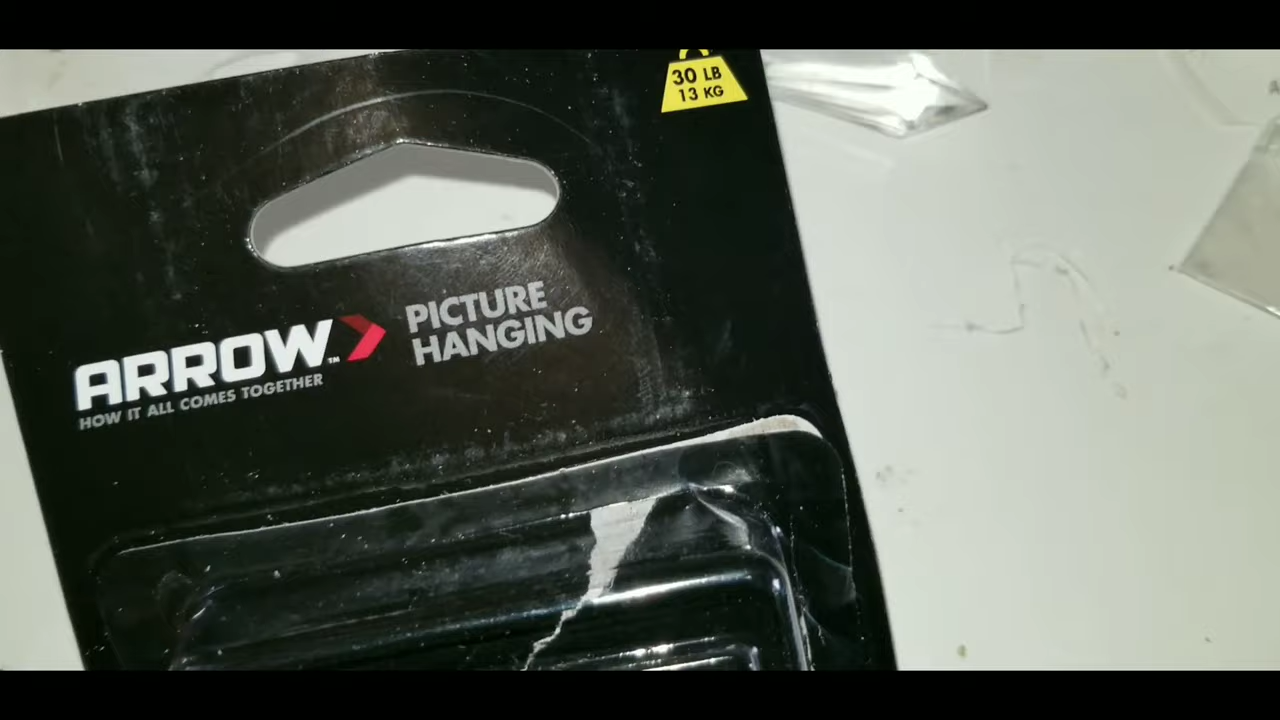 30 LB
13 KG
ARROW™
HOW IT ALL COMES TOGETHER
PICTURE
HANGING